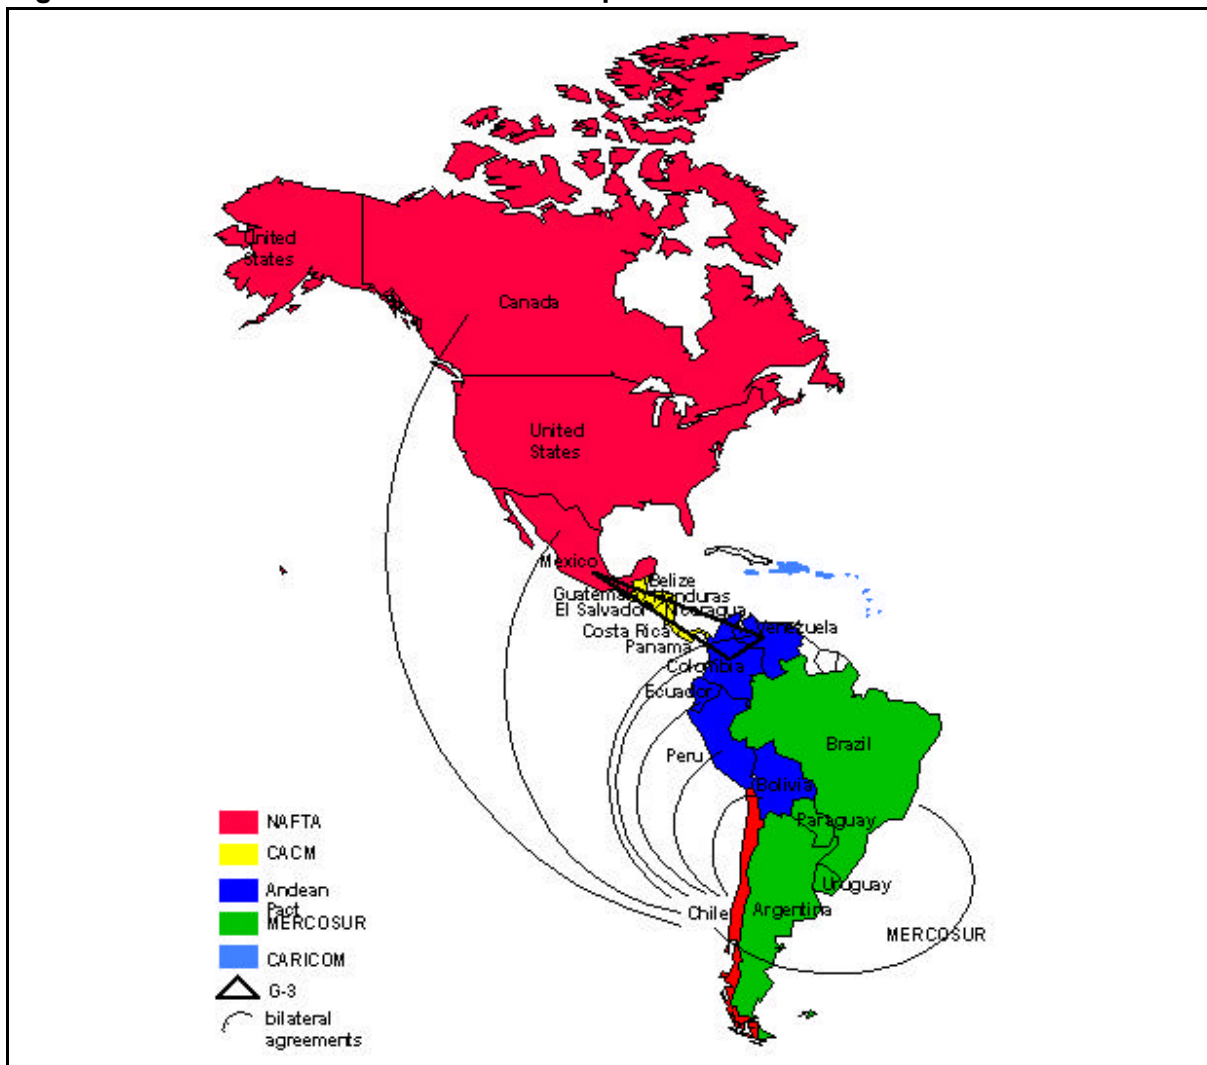 United
States
Canada
United
States
Mexico
Belize
Guatemala
Honduras
El Salvador
Nicaragua
Costa Rica
Panama
Venezuela
Colombia
Ecuador
Peru
Brazil
Bolivia
Paraguay
Uruguay
Chile
Argentina
MERCOSUR
NAFTA
CACM
Andean
Pact
MERCOSUR
CARICOM
G-3
bilateral
agreements